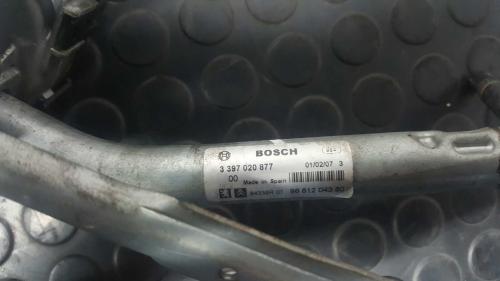 BOSCH
3 397 020 877 01/02/07 3
00 Made in Spain
96 612 043 80